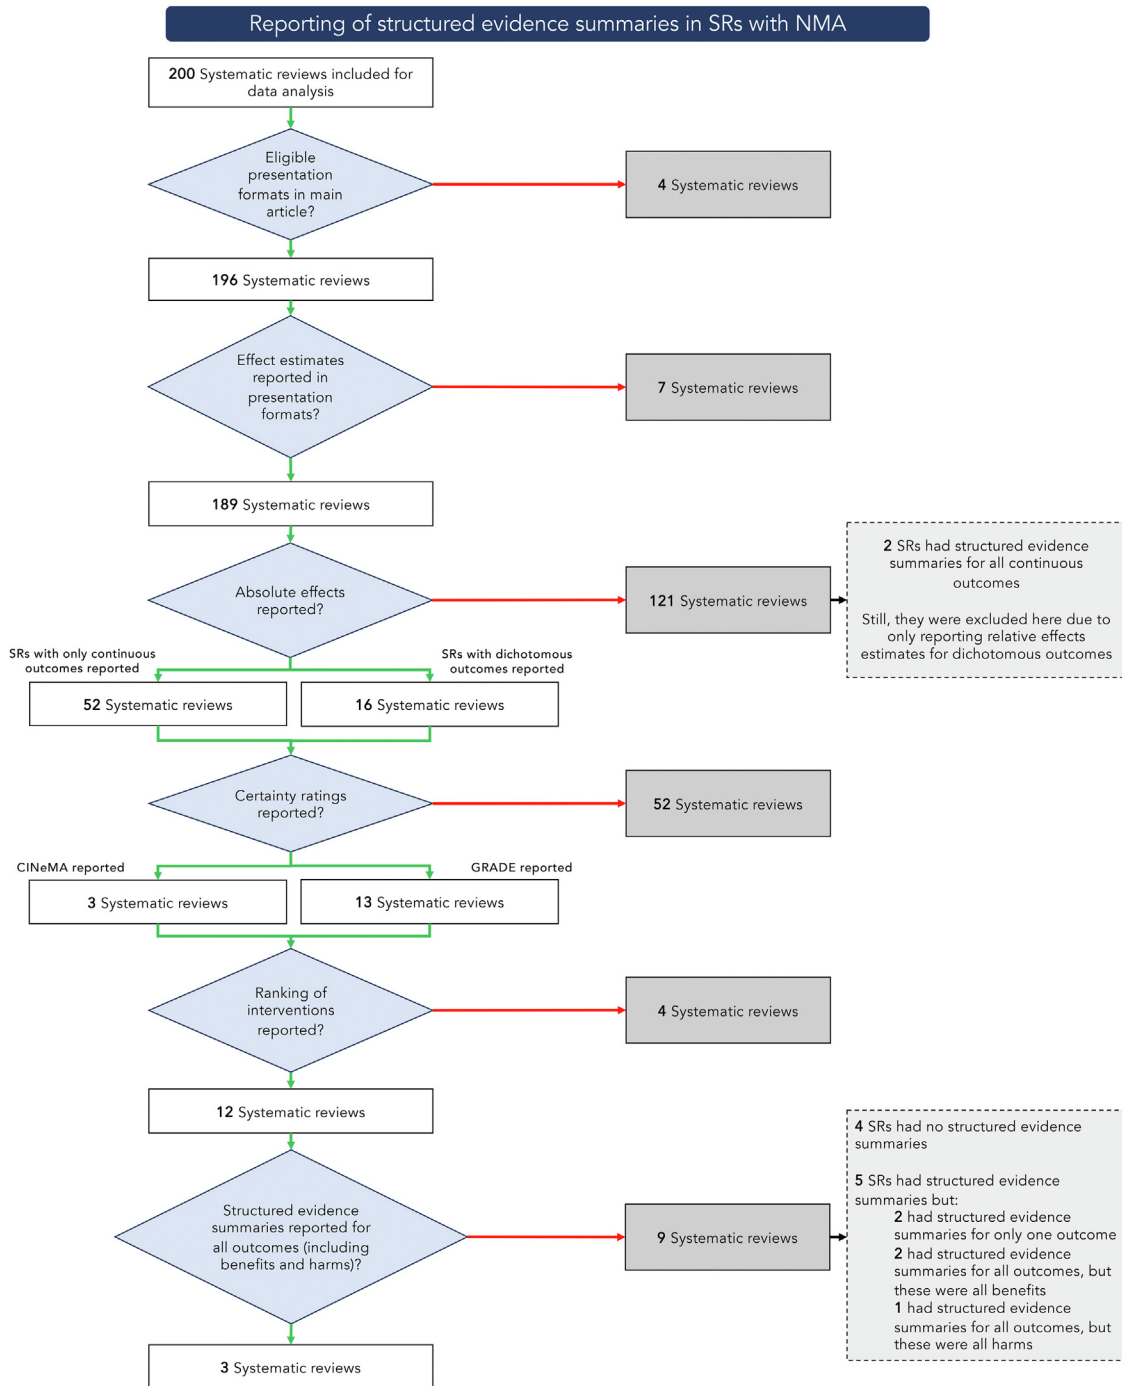 Reporting of structured evidence summaries in SRs with NMA
200 Systematic reviews included for
data analysis
Eligible
presentation
formats in main
article?
4 Systematic reviews
196 Systematic reviews
Effect estimates
reported in
presentation
formats?
7 Systematic reviews
189 Systematic reviews
Absolute effects
reported?
121 Systematic reviews
2 SRs had structured evidence
summaries for all continuous
outcomes
Still, they were excluded here due to
only reporting relative effects
estimates for dichotomous outcomes
SRs with only continuous
outcomes reported
SRs with dichotomous
outcomes reported
52 Systematic reviews
16 Systematic reviews
Certainty ratings
reported?
52 Systematic reviews
CINeMA reported
GRADE reported
3 Systematic reviews
13 Systematic reviews
Ranking of
interventions
reported?
4 Systematic reviews
12 Systematic reviews
Structured evidence
summaries reported for
all outcomes (including
benefits and harms)?
9 Systematic reviews
4 SRs had no structured evidence
summaries
5 SRs had structured evidence
summaries but:
2 had structured evidence
summaries for only one outcome
2 had structured evidence
summaries for all outcomes, but
these were all benefits
1 had structured evidence
summaries for all outcomes, but
these were all harms
3 Systematic reviews